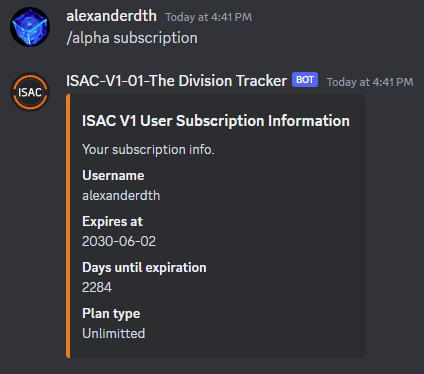 alexanderdth Today at 4:41 PM
/alpha subscription
ISAC
ISAC-V1-01-The Division Tracker BOT Today at 4:41 PM
ISAC V1 User Subscription Information
Your subscription info.
Username
alexanderdth
Expires at
2030-06-02
Days until expiration
2284
Plan type
Unlimitted